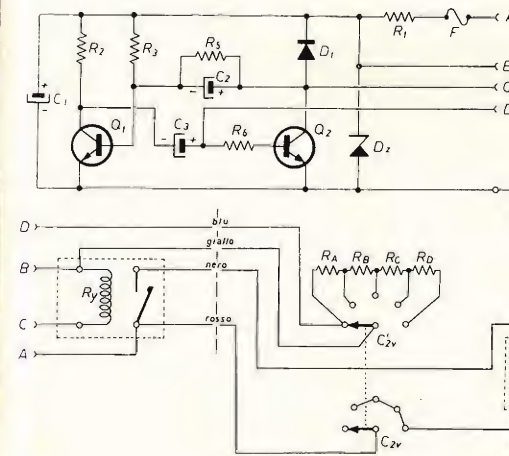 R2 R3 R5 D1 R1 F A
C1 + - - C2 + B
C
Q1 C3 - + R6 Q2 Dz
D blu
giallo
B nero RA RB RC RD
Ry
C rosso C'2v
A
C2v